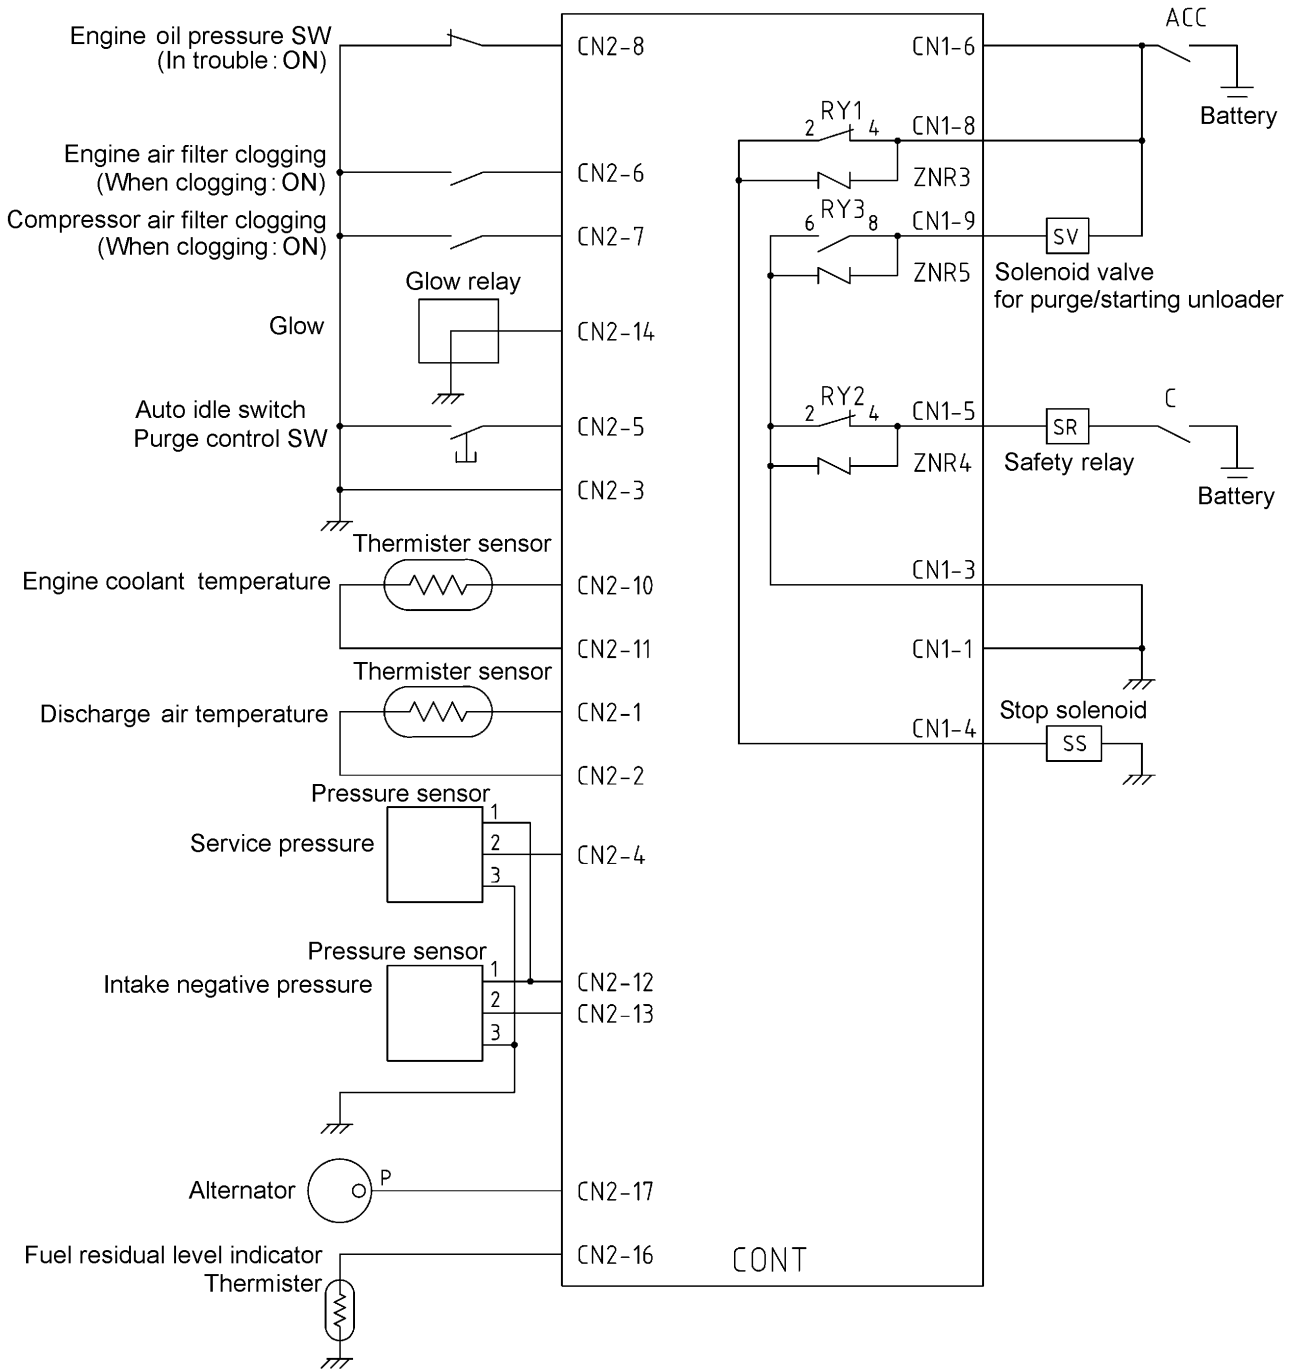 Engine oil pressure SW
(In trouble: ON)
CN2-8
CN1-6
ACC
Battery
RY1
2
4
CN1-8
Engine air filter clogging
(When clogging: ON)
CN2-6
ZNR3
Compressor air filter clogging
(When clogging: ON)
CN2-7
RY3
6
8
CN1-9
SV
ZNR5
Solenoid valve
for purge/starting unloader
Glow relay
Glow
CN2-14
Auto idle switch
Purge control SW
CN2-5
RY2
2
4
CN1-5
SR
C
ZNR4
Safety relay
Battery
CN2-3
Thermister sensor
Engine coolant temperature
CN2-10
CN1-3
CN2-11
CN1-1
Thermister sensor
Discharge air temperature
CN2-1
Stop solenoid
CN1-4
SS
CN2-2
Pressure sensor
1
Service pressure
2
CN2-4
3
Pressure sensor
1
Intake negative pressure
CN2-12
2
CN2-13
3
Alternator
P
CN2-17
Fuel residual level indicator
Thermister
CN2-16
CONT